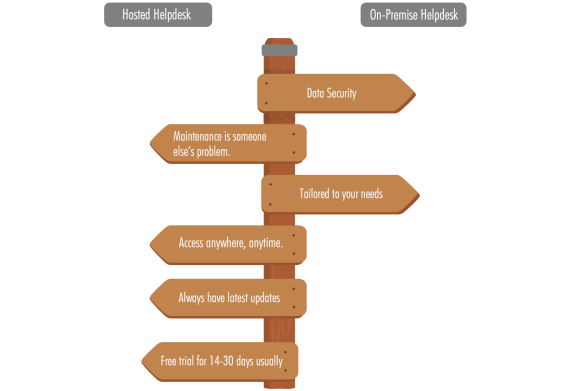 Hosted Helpdesk
On-Premise Helpdesk
Data Security
Maintenance is someone
else's problem.
Tailored to your needs
Access anywhere, anytime.
Always have latest updates
Free trial for 14-30 days usually